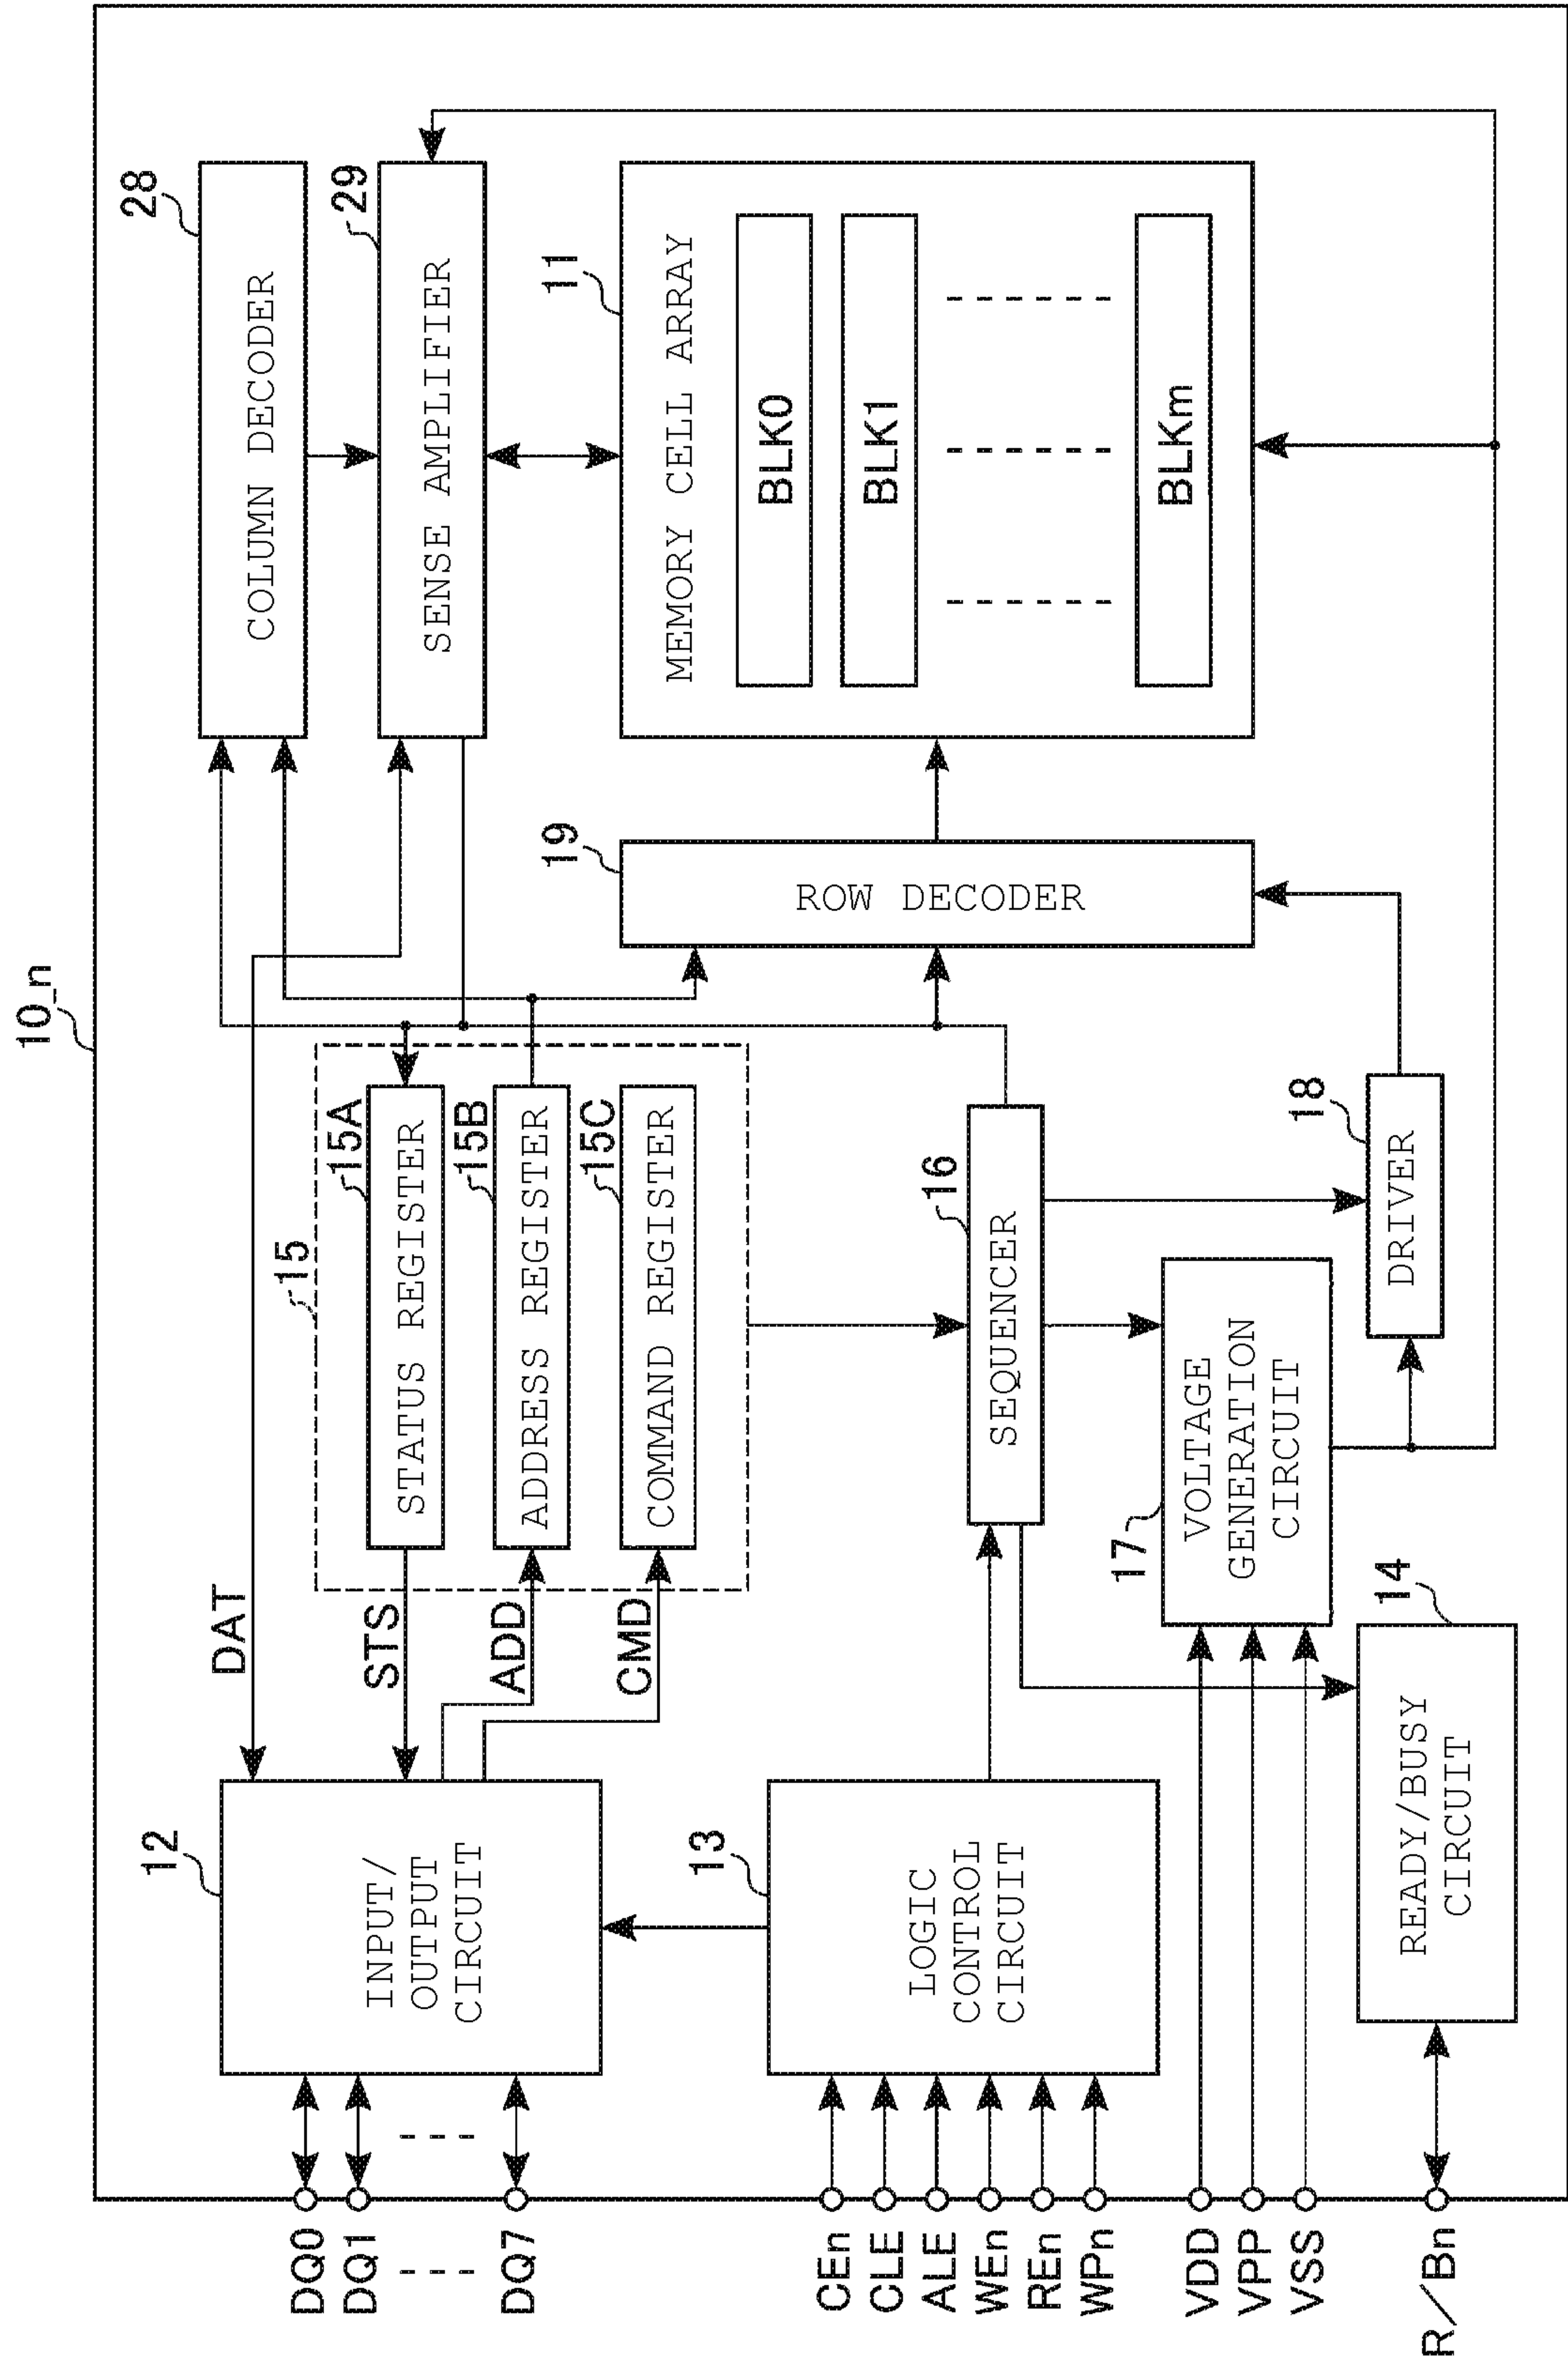 10_n
DQ0
DQ1
DQ7
CEn
CLE
ALE
WEn
REn
WPn
VDD
VPP
VSS
R/Bn
12
INPUT/
OUTPUT
CIRCUIT
13
LOGIC
CONTROL
CIRCUIT
14
READY/BUSY
CIRCUIT
DAT
STS
ADD
CMD
15
15A
STATUS REGISTER
15B
ADDRESS REGISTER
15C
COMMAND REGISTER
16
SEQUENCER
17
VOLTAGE
GENERATION
CIRCUIT
18
DRIVER
19
ROW DECODER
28
COLUMN DECODER
29
SENSE AMPLIFIER
11
MEMORY CELL ARRAY
BLK0
BLK1
BLKm